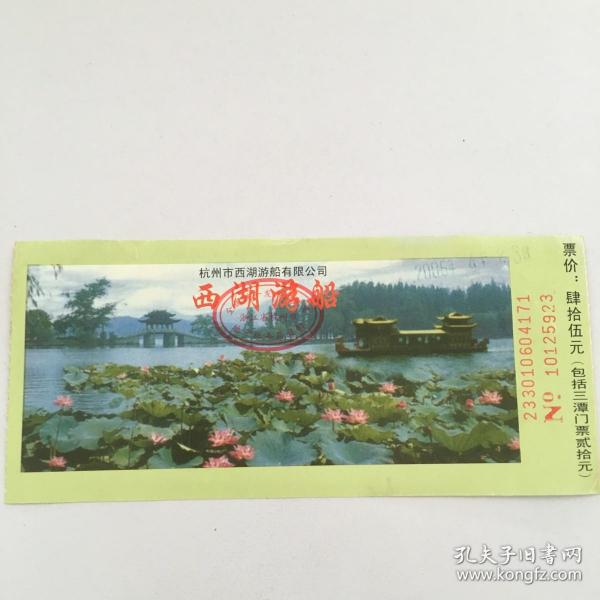 杭州市西湖游船有限公司
西湖游船
票价：肆拾伍元（包括三潭门票贰拾元）
233010604171
No 10125923
孔夫子旧书网
www.kongfz.com